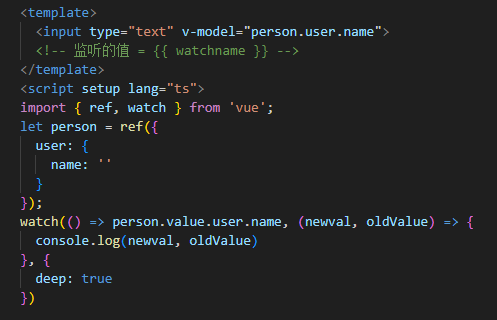 <template>
  <input type="text" v-model="person.user.name">
  <!-- 监听的值 = {{ watchname }} -->
</template>
<script setup lang="ts">
import { ref, watch } from 'vue';
let person = ref({
  user: {
    name: ''
  }
});
watch(() => person.value.user.name, (newval, oldValue) => {
  console.log(newval, oldValue)
}, {
  deep: true
})